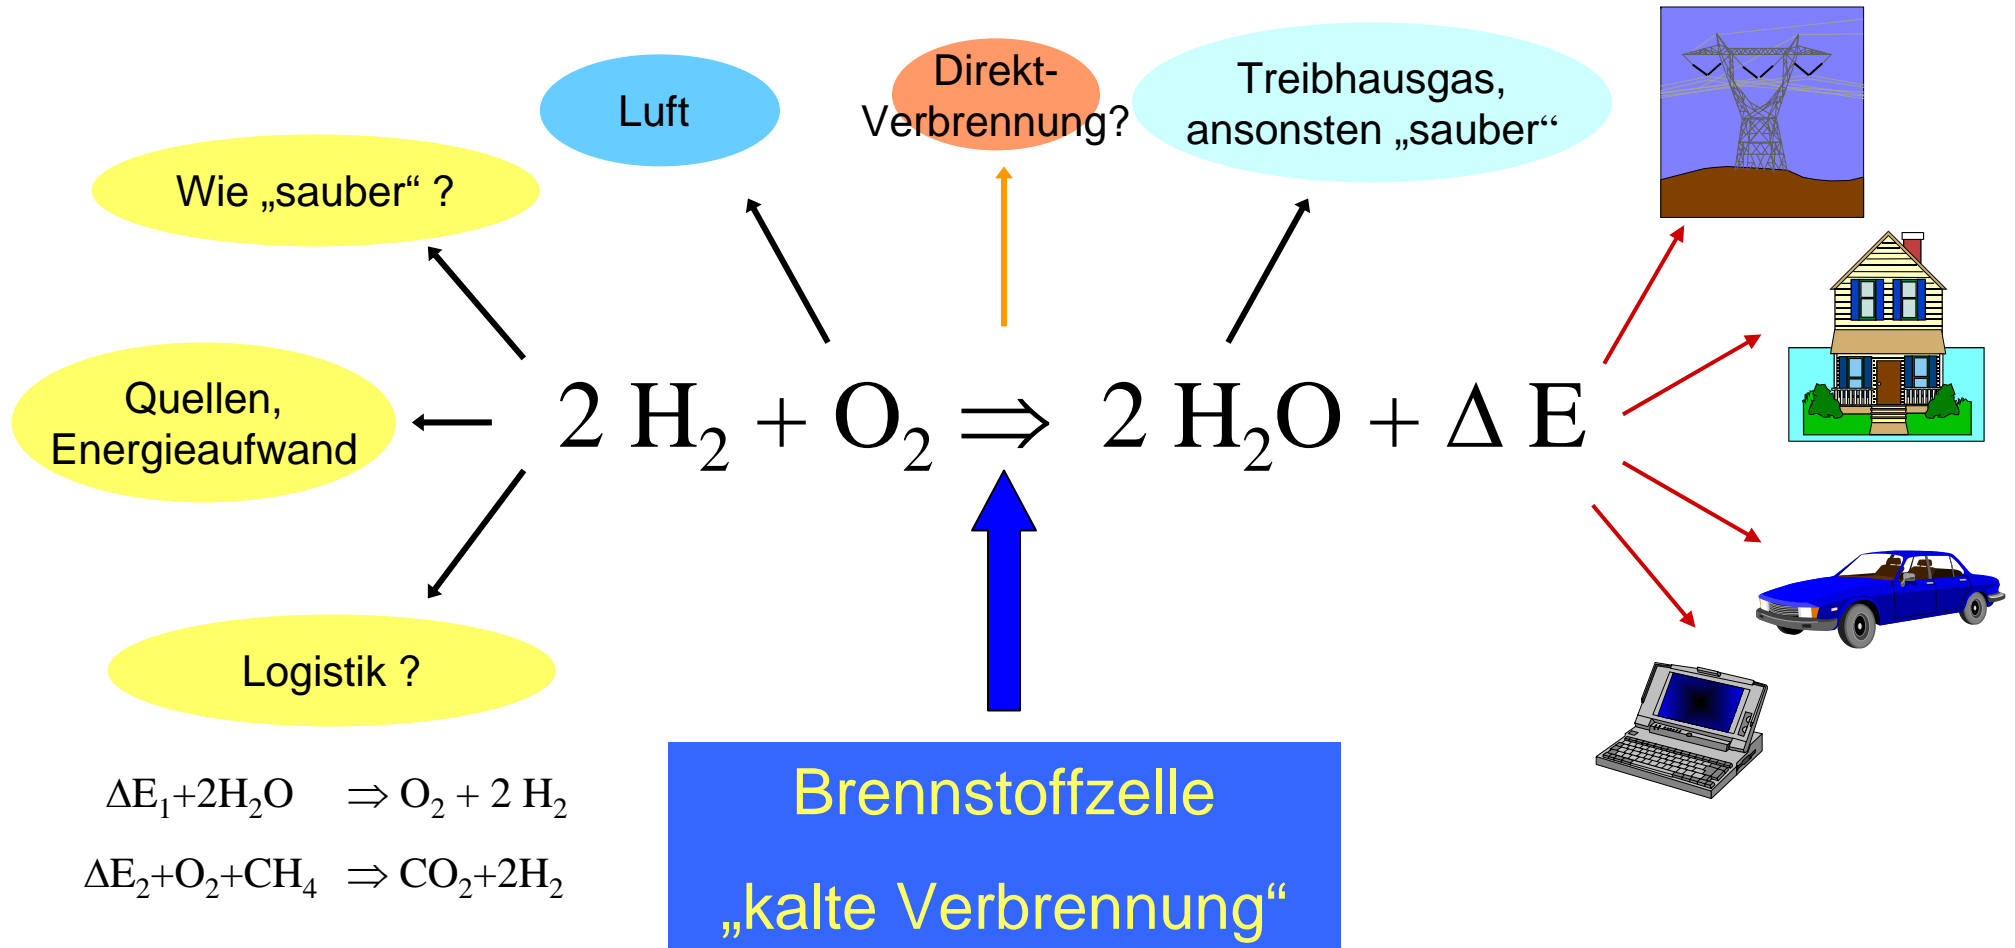 Direkt-
Verbrennung?
Treibhausgas,
ansonsten „sauber“
Luft
Wie „sauber“ ?
Quellen,
Energieaufwand
2 H₂ + O₂ ⇒ 2 H₂O + Δ E
Logistik ?
ΔE₁+2H₂O ⇒ O₂ + 2 H₂
ΔE₂+O₂+CH₄ ⇒ CO₂+2H₂
Brennstoffzelle
„kalte Verbrennung“